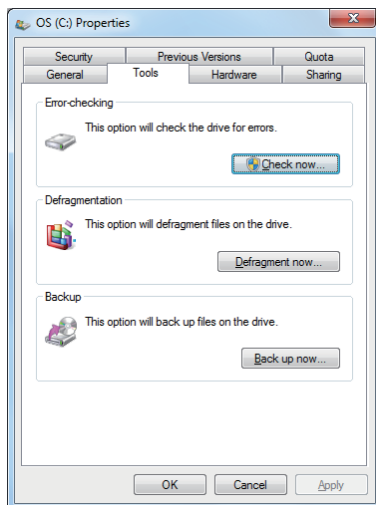 OS (C:) Properties
Security Previous Versions Quota
General Tools Hardware Sharing
Error-checking
This option will check the drive for errors.
Check now...
Defragmentation
This option will defragment files on the drive.
Defragment now...
Backup
This option will back up files on the drive.
Back up now...
OK Cancel Apply